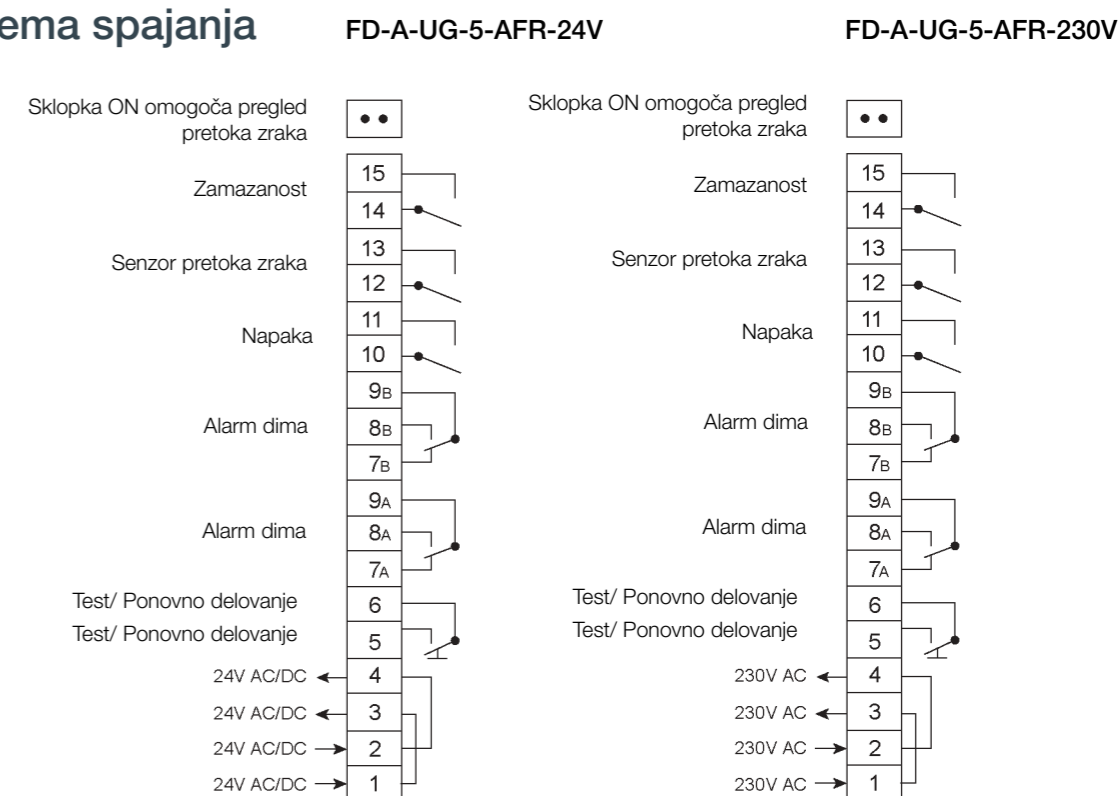 ema spajanja
FD-A-UG-5-AFR-24V
FD-A-UG-5-AFR-230V
Sklopka ON omogoča pregled
pretoka zraka
15
Zamazanost
14
13
Senzor pretoka zraka
12
11
Napaka
10
9B
Alarm dima
8B
7B
9A
Alarm dima
8A
7A
Test/ Ponovno delovanje 6
Test/ Ponovno delovanje 5
24V AC/DC 4
24V AC/DC 3
24V AC/DC 2
24V AC/DC 1
Sklopka ON omogoča pregled
pretoka zraka
15
Zamazanost
14
13
Senzor pretoka zraka
12
11
Napaka
10
9B
Alarm dima
8B
7B
9A
Alarm dima
8A
7A
Test/ Ponovno delovanje 6
Test/ Ponovno delovanje 5
230V AC 4
230V AC 3
230V AC 2
230V AC 1